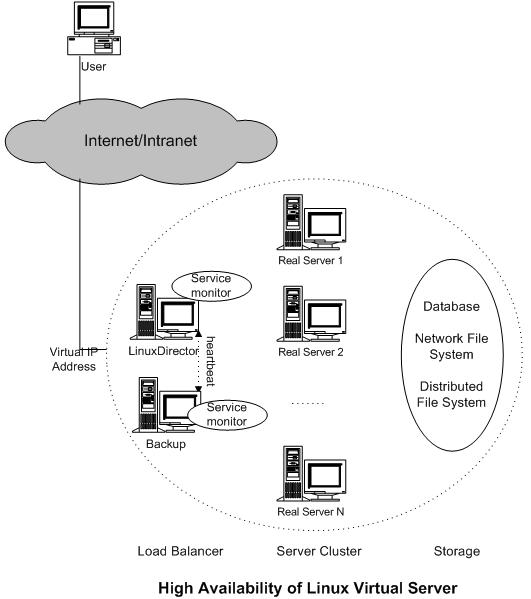 User
Internet/Intranet
Real Server 1
Service
monitor
LinuxDirector
Real Server 2
heartbeat
Virtual IP
Address
Database
Network File
System
Distributed
File System
Service
monitor
Backup
Real Server N
Load Balancer
Server Cluster
Storage
High Availability of Linux Virtual Server